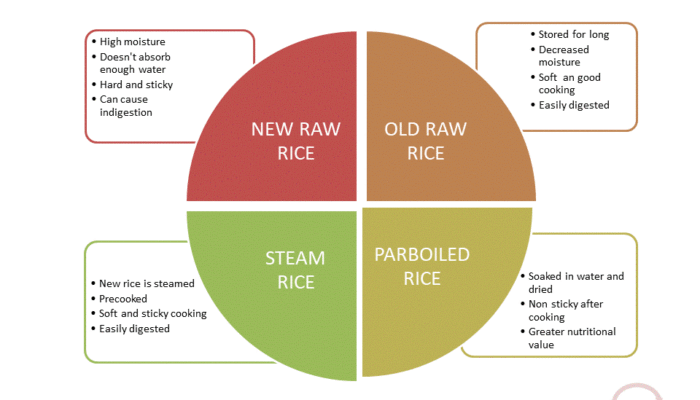 • High moisture
• Doesn't absorb
enough water
• Hard and sticky
• Can cause
indigestion
• Stored for long
• Decreased
moisture
• Soft an good
cooking
• Easily digested
NEW RAW
RICE
OLD RAW
RICE
STEAM
RICE
PARBOILED
RICE
• New rice is steamed
• Precooked
• Soft and sticky cooking
• Easily digested
• Soaked in water and
dried
• Non sticky after
cooking
• Greater nutritional
value